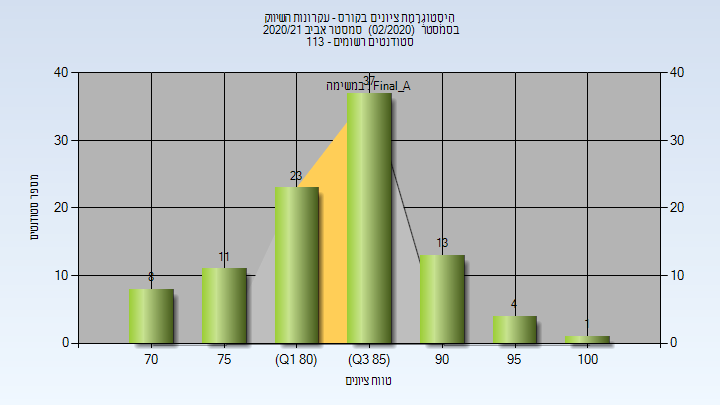 היסטוגרמת ציונים בקורס - עקרונות השיווק
בסמסטר (02/2020) סמסטר אביב 2020/21
סטודנטים רשומים - 113
במשימה Final_A
40 40
30 30
20 20
10 10
0 0
מספר סטודנטים
8 11 23 37 13 4 1
70 75 (Q1 80) (Q3 85) 90 95 100
טווח ציונים